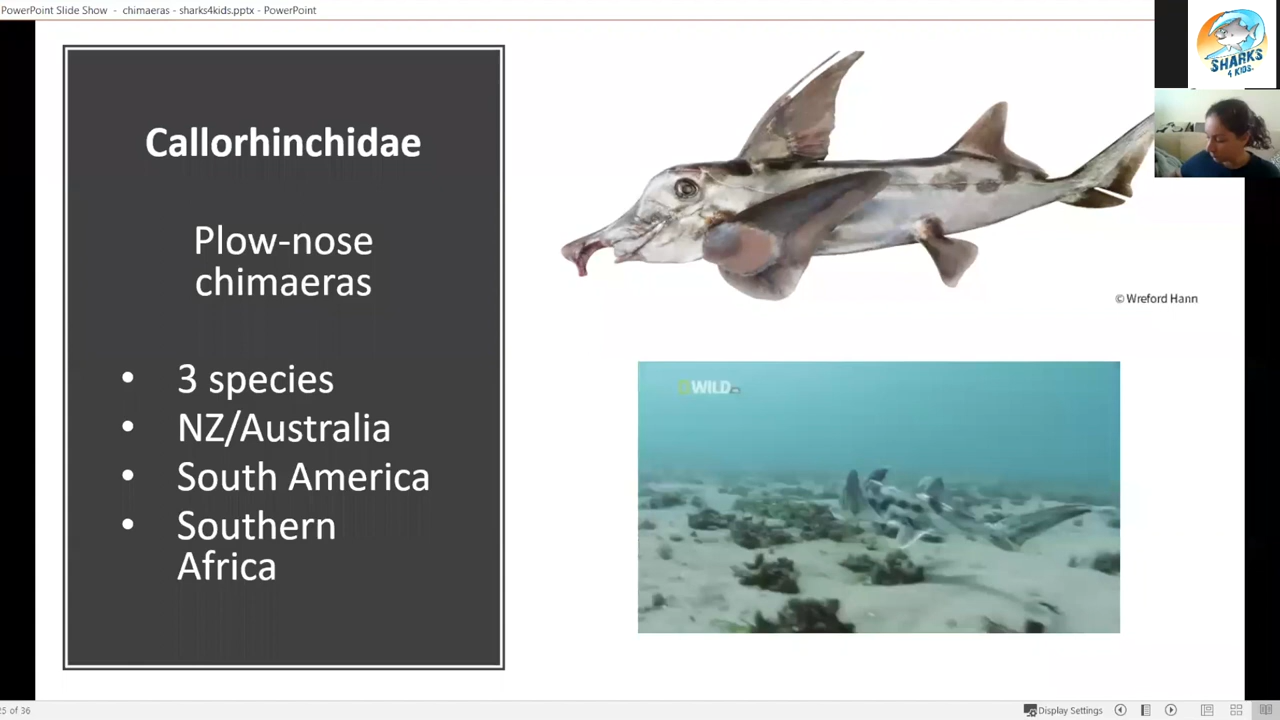 PowerPoint Slide Show - chimaeras - sharks4kids.pptx - PowerPoint
SHARKS
4 KIDS
Callorhinchidae
Plow-nose
chimaeras
• 3 species
• NZ/Australia
• South America
• Southern
Africa
© Wreford Hann
WILD
5 of 36
Display Settings